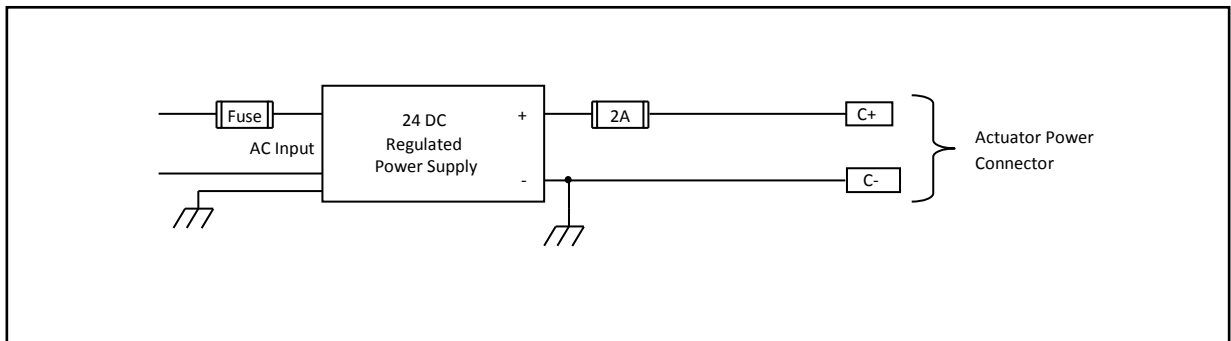 Fuse
AC Input
24 DC
Regulated
Power Supply
+
-
2A
C+
C-
Actuator Power
Connector